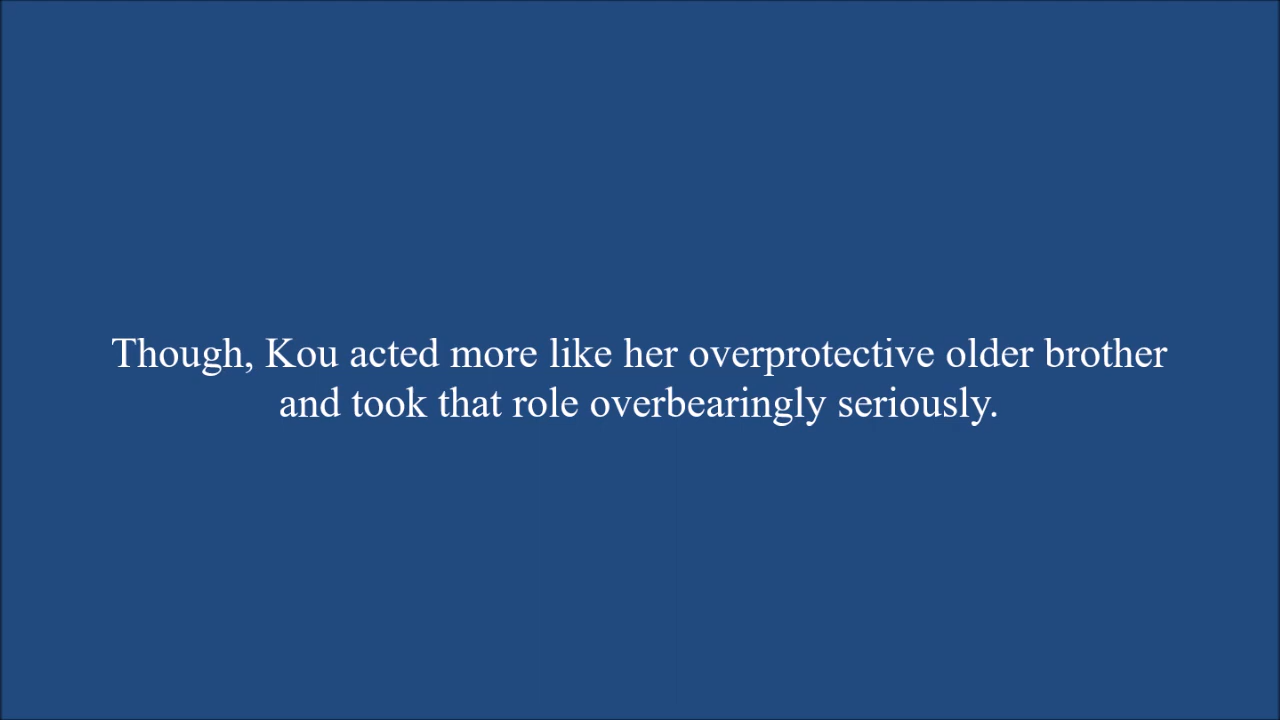 Though, Kou acted more like her overprotective older brother
and took that role overbearingly seriously.